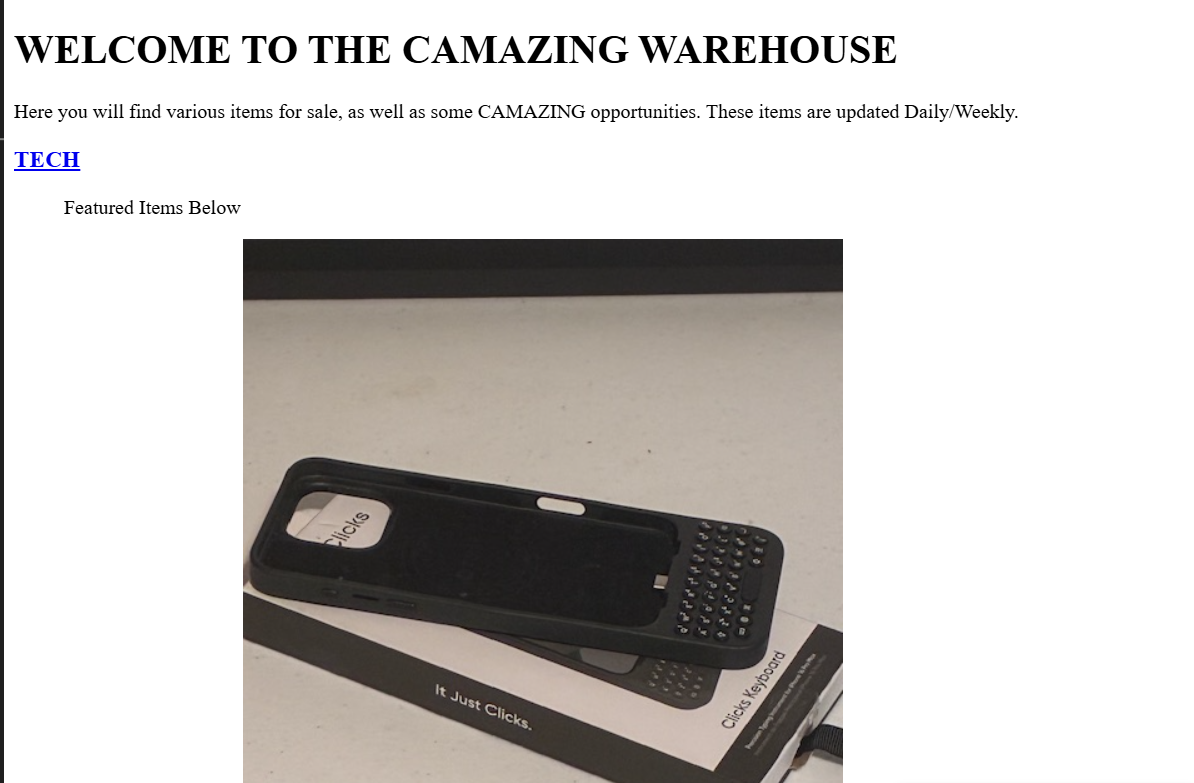 WELCOME TO THE CAMAZING WAREHOUSE
Here you will find various items for sale, as well as some CAMAZING opportunities. These items are updated Daily/Weekly.
TECH
Featured Items Below
Clicks
It Just Clicks.
Clicks Keyboard